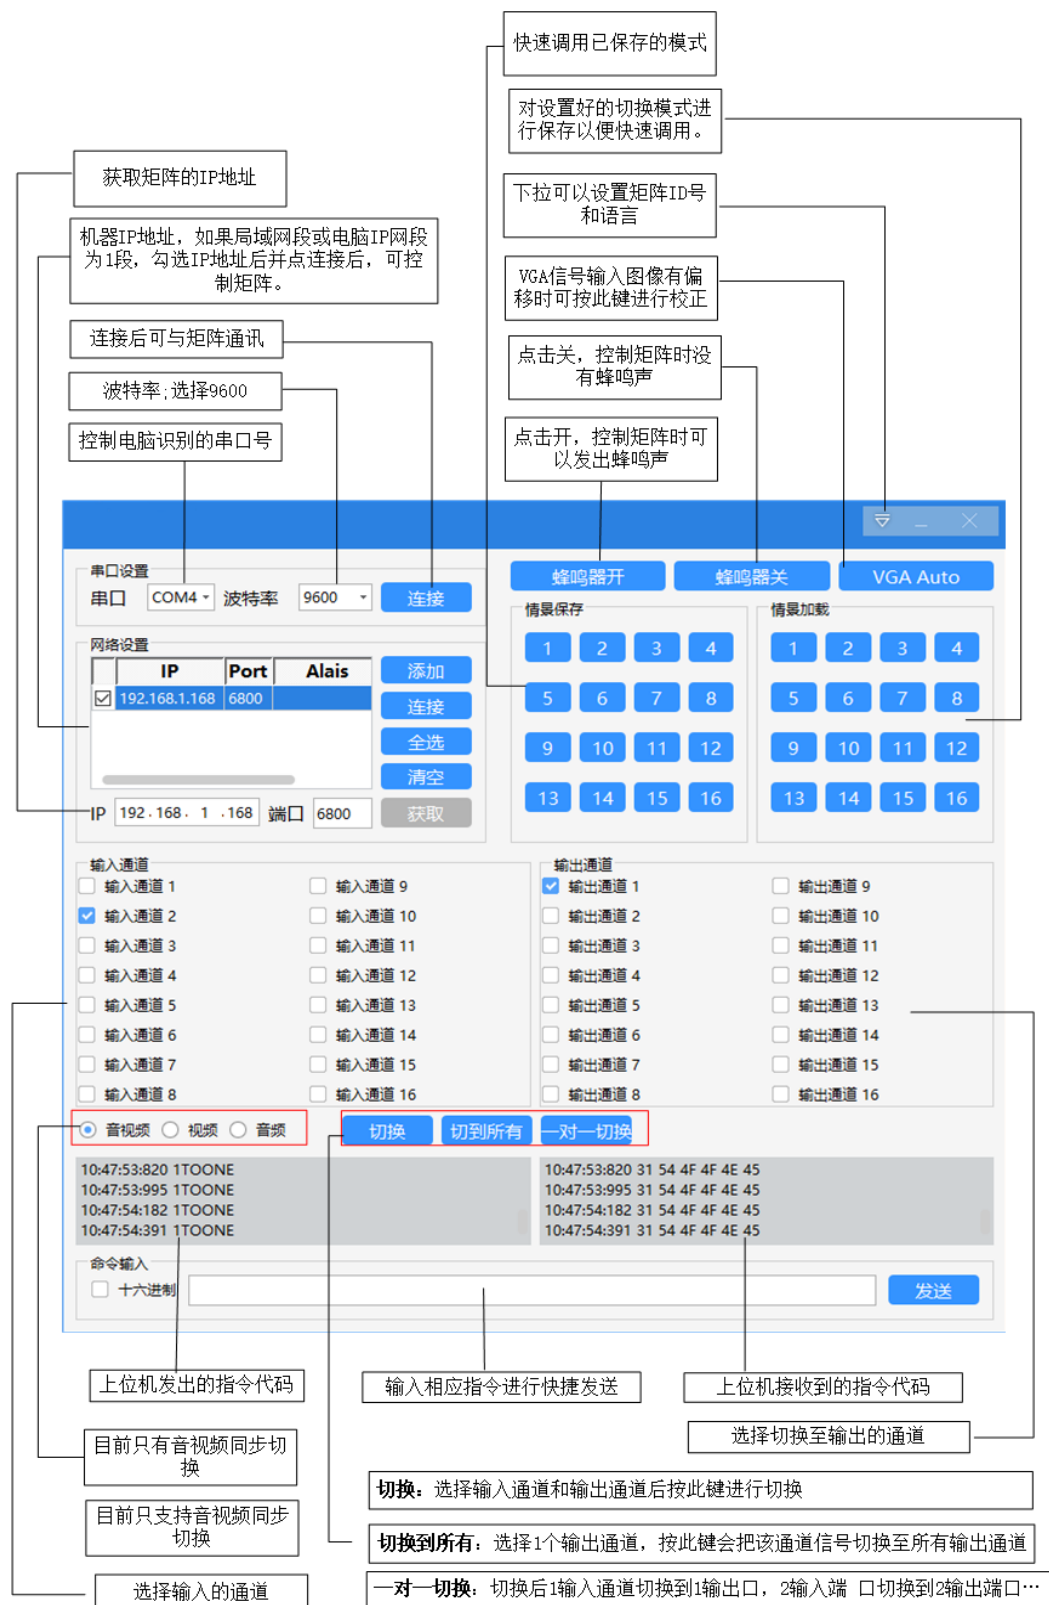 快速调用已保存的模式
对设置好的切换模式进
行保存以便快速调用。
获取矩阵的IP地址
下拉可以设置矩阵ID号
和语言
机器IP地址，如果局域网段或电脑IP网段
为1段，勾选IP地址后并点连接后，可控
制矩阵。
VGA信号输入图像有偏
移时可按此键进行校正
连接后可与矩阵通讯
点击关，控制矩阵时没
有蜂鸣声
波特率;选择9600
控制电脑识别的串口号
点击开，控制矩阵时可
以发出蜂鸣声
串口设置
串口 COM4 波特率 9600 连接
蜂鸣器开 蜂鸣器关 VGA Auto
网络设置
IP Port Alais
192.168.1.168 6800
添加
连接
全选
清空
IP 192 . 168 . 1 . 168 端口 6800 获取
情景保存
1 2 3 4
5 6 7 8
9 10 11 12
13 14 15 16
情景加载
1 2 3 4
5 6 7 8
9 10 11 12
13 14 15 16
输入通道
输入通道 1 输入通道 9
输入通道 2 输入通道 10
输入通道 3 输入通道 11
输入通道 4 输入通道 12
输入通道 5 输入通道 13
输入通道 6 输入通道 14
输入通道 7 输入通道 15
输入通道 8 输入通道 16
输出通道
输出通道 1 输出通道 9
输出通道 2 输出通道 10
输出通道 3 输出通道 11
输出通道 4 输出通道 12
输出通道 5 输出通道 13
输出通道 6 输出通道 14
输出通道 7 输出通道 15
输出通道 8 输出通道 16
音视频 视频 音频 切换 切到所有 一对一切换
10:47:53:820 1TOONE
10:47:53:995 1TOONE
10:47:54:182 1TOONE
10:47:54:391 1TOONE
10:47:53:820 31 54 4F 4F 4E 45
10:47:53:995 31 54 4F 4F 4E 45
10:47:54:182 31 54 4F 4F 4E 45
10:47:54:391 31 54 4F 4F 4E 45
命令输入
十六进制 发送
上位机发出的指令代码
输入相应指令进行快捷发送
上位机接收到的指令代码
选择切换至输出的通道
目前只有音视频同步切
换
切换：选择输入通道和输出通道后按此键进行切换
目前只支持音视频同步
切换
切换到所有：选择1个输出通道，按此键会把该通道信号切换至所有输出通道
选择输入的通道
一对一切换：切换后1输入通道切换到1输出口，2输入端 口切换到2输出端口…